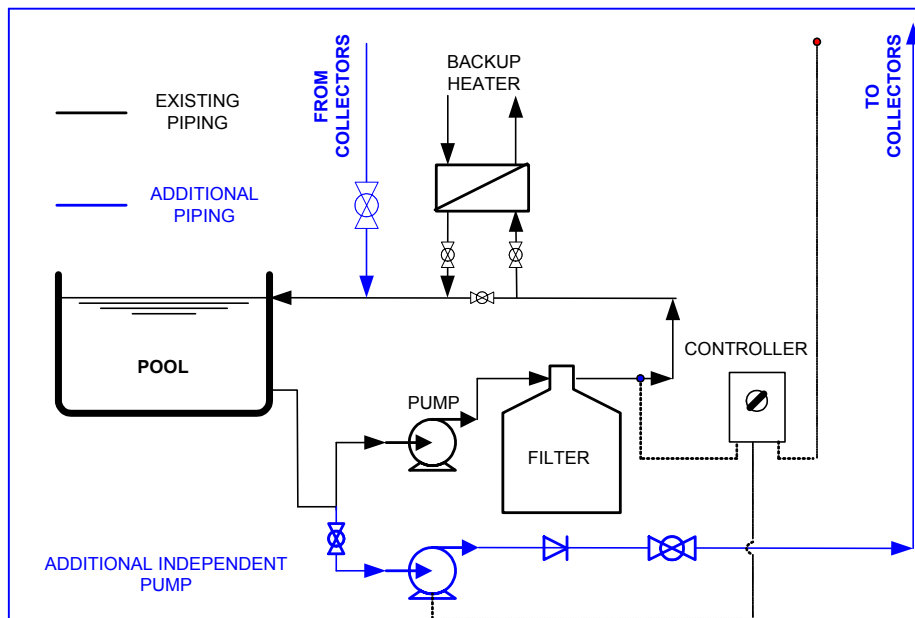 EXISTING
PIPING
ADDITIONAL
PIPING
FROM
COLLECTORS
BACKUP
HEATER
TO
COLLECTORS
POOL
PUMP
FILTER
CONTROLLER
ADDITIONAL INDEPENDENT
PUMP